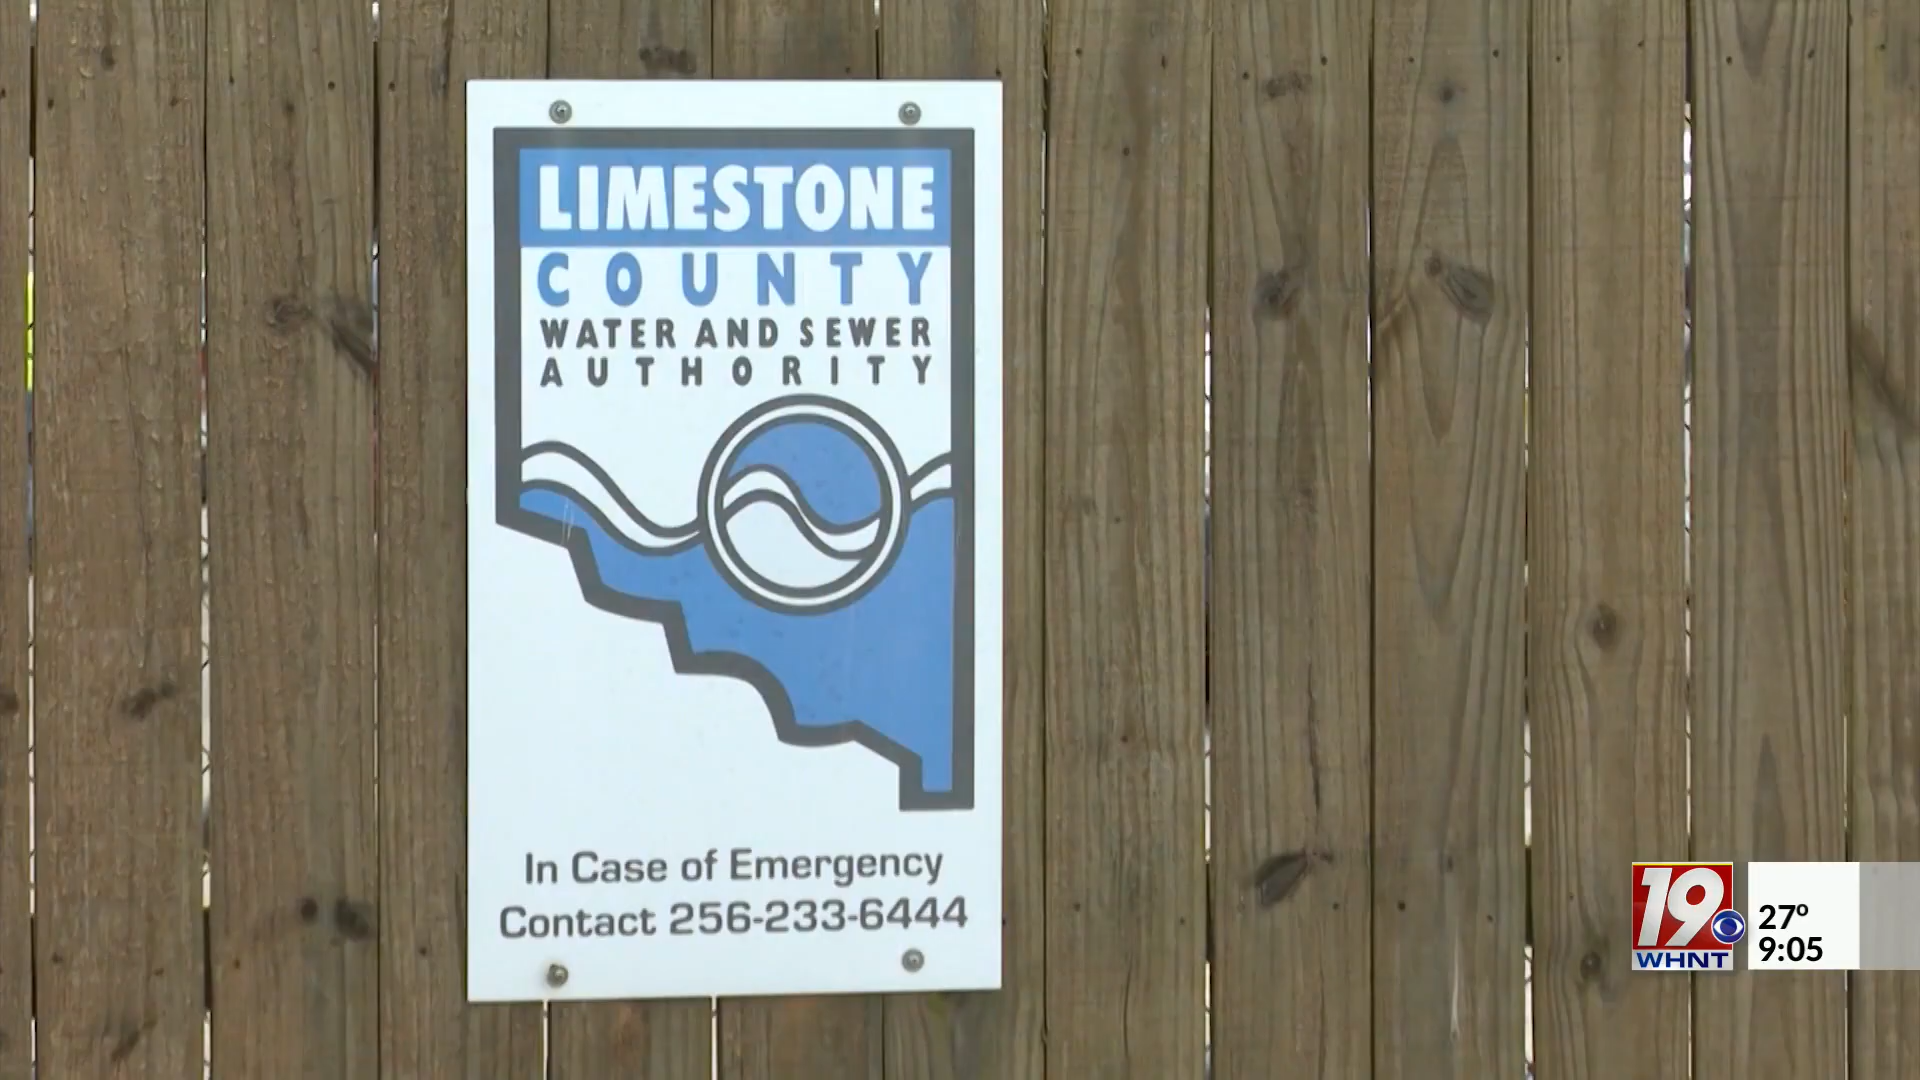 LIMESTONE
COUNTY
WATER AND SEWER
AUTHORITY
In Case of Emergency
Contact 256-233-6444
19
WHNT
27°
9:05